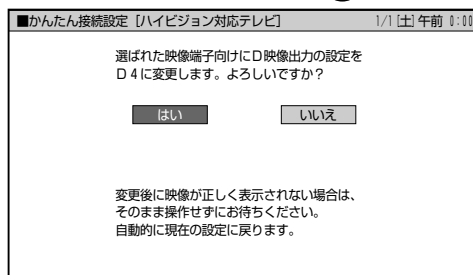 ■かんたん接続設定［ハイビジョン対応テレビ］ 1/1[土]午前 0:00
選ばれた映像端子向けにD映像出力の設定を
D4に変更します。よろしいですか？
はい いいえ
変更後に映像が正しく表示されない場合は、
そのまま操作せずにお待ちください。
自動的に現在の設定に戻ります。